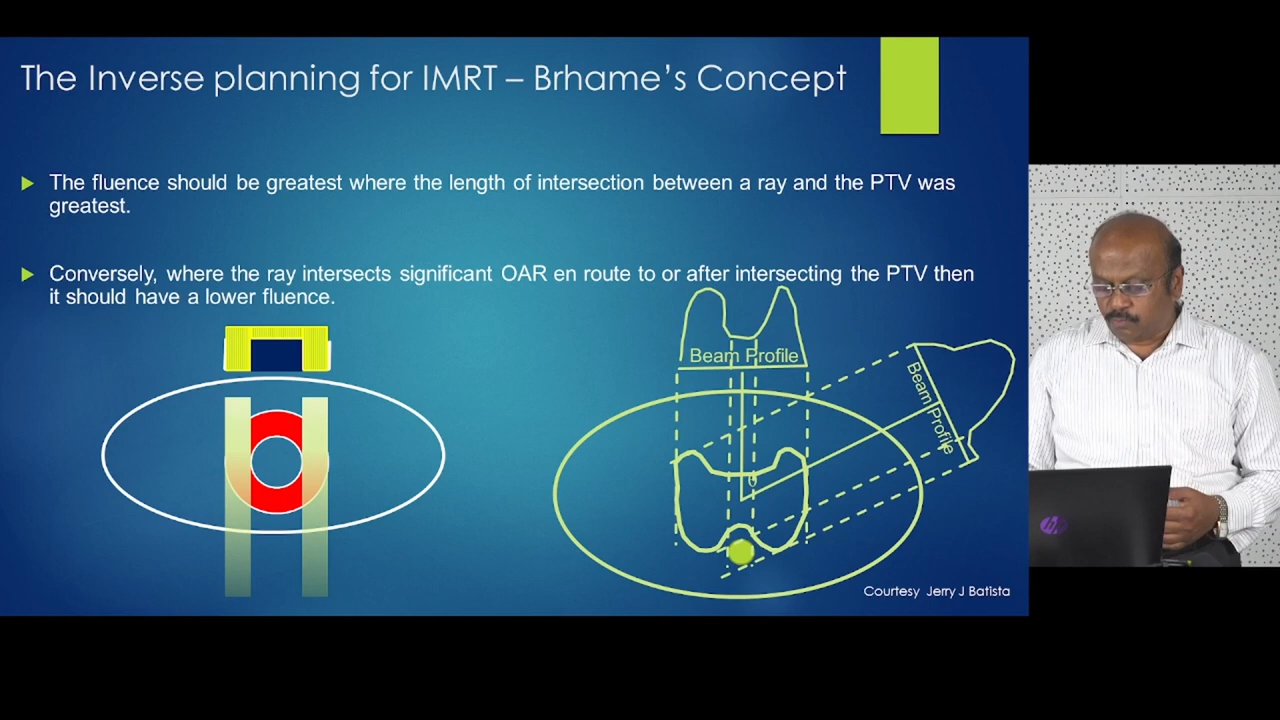 The Inverse planning for IMRT – Brhame's Concept
The fluence should be greatest where the length of intersection between a ray and the PTV was
greatest.
Conversely, where the ray intersects significant OAR en route to or after intersecting the PTV then
it should have a lower fluence.
Beam Profile
Beam Profile
Courtesy Jerry J Batista
hp